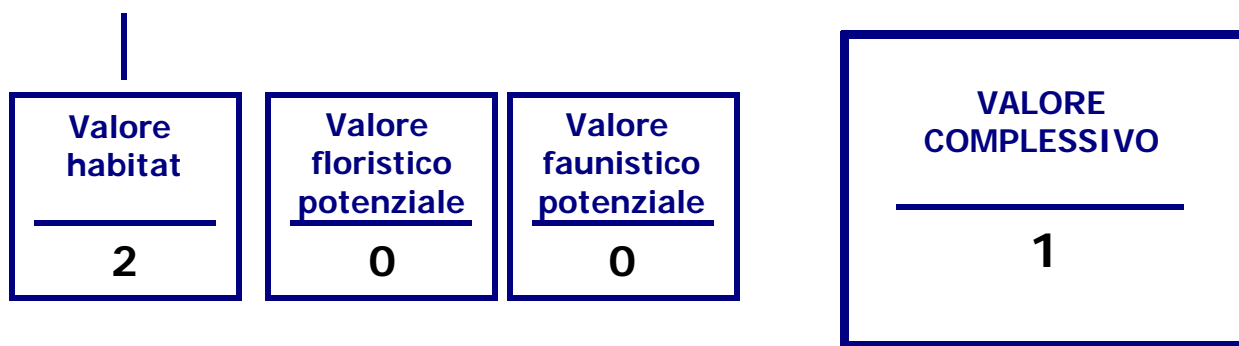 Valore
habitat
2
Valore
floristico
potenziale
0
Valore
faunistico
potenziale
0
VALORE
COMPLESSIVO
1